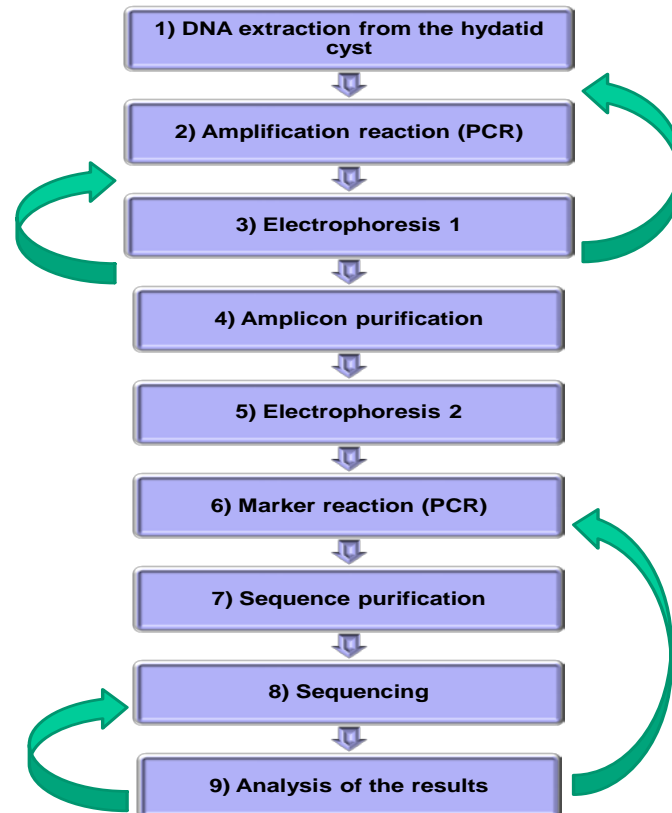 1) DNA extraction from the hydatid
cyst
2) Amplification reaction (PCR)
3) Electrophoresis 1
4) Amplicon purification
5) Electrophoresis 2
6) Marker reaction (PCR)
7) Sequence purification
8) Sequencing
9) Analysis of the results